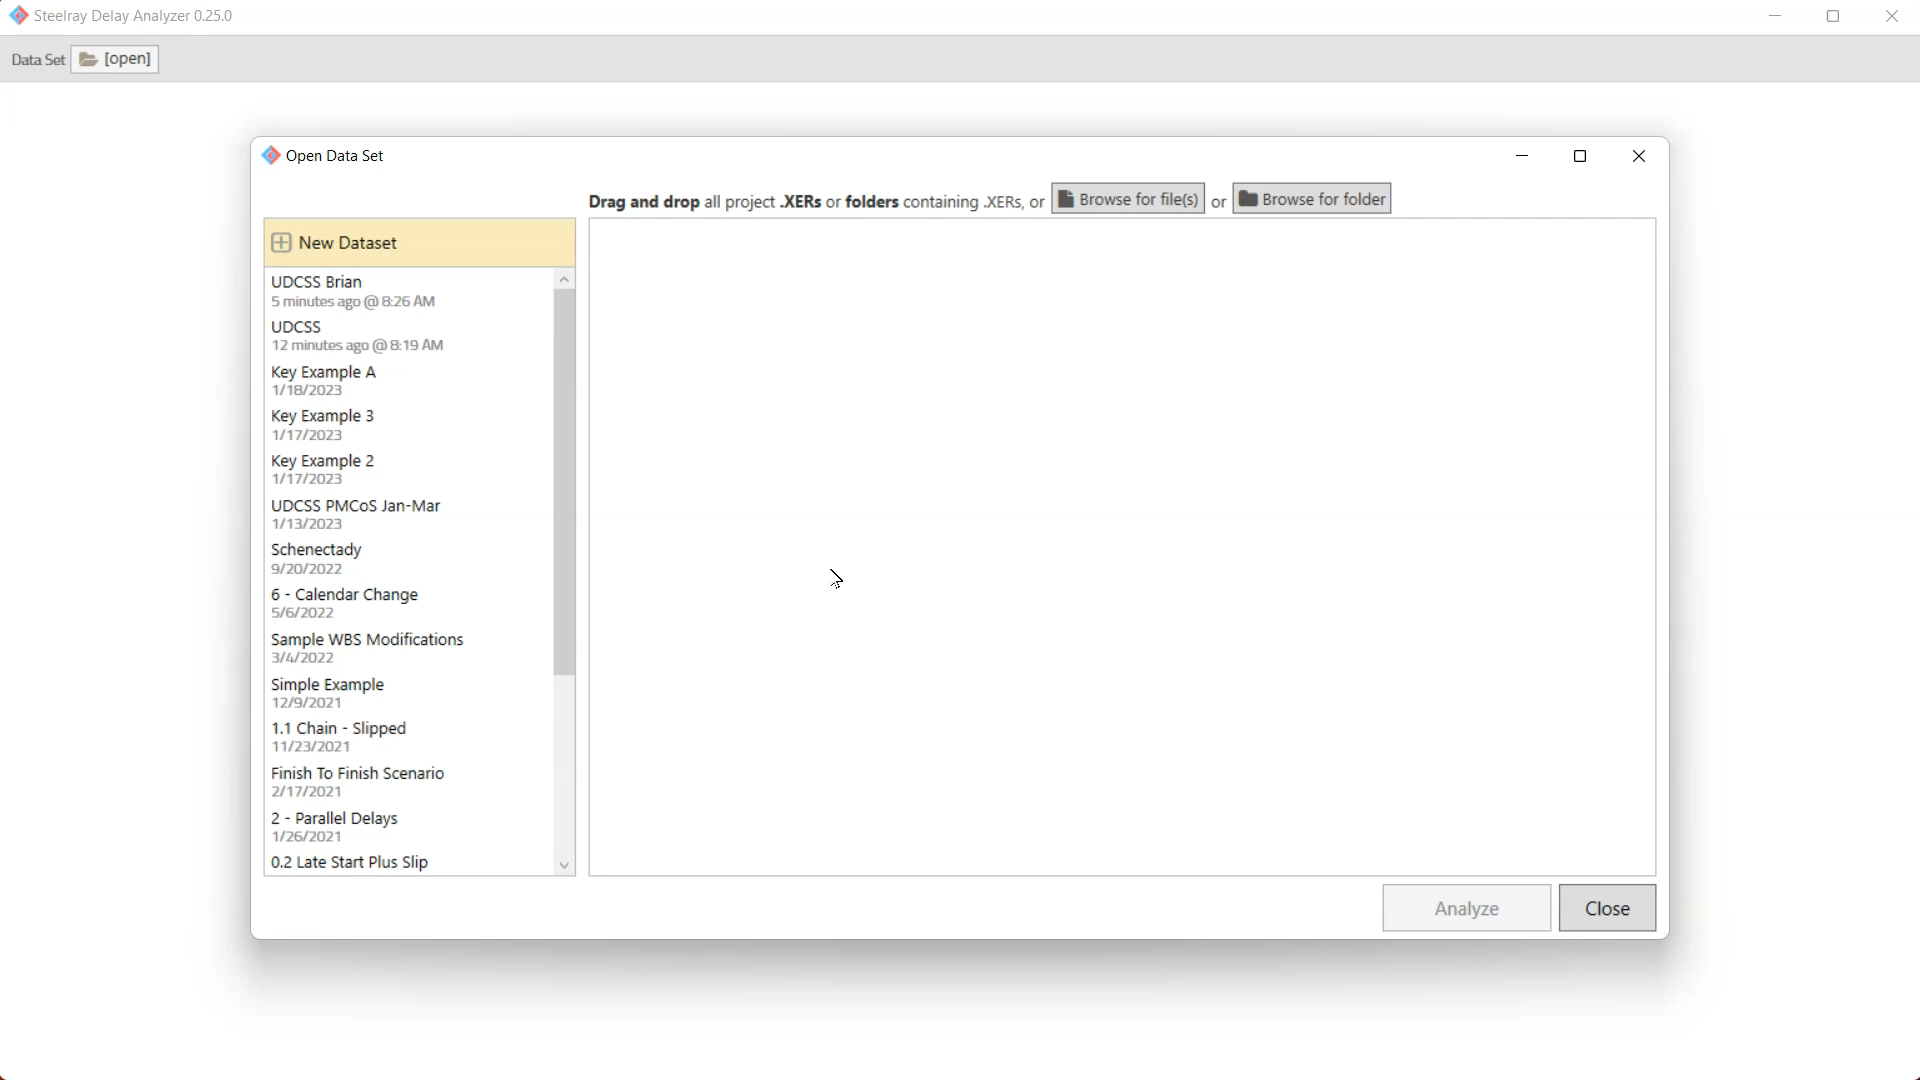 Steelray Delay Analyzer 0.25.0
Data Set [open]
Open Data Set
Drag and drop all project .XERs or folders containing .XERs, or Browse for file(s) or Browse for folder
New Dataset
UDCSS Brian
5 minutes ago @ 8:26 AM
UDCSS
12 minutes ago @ 8:19 AM
Key Example A
1/18/2023
Key Example 3
1/17/2023
Key Example 2
1/17/2023
UDCSS PMCoS Jan-Mar
1/13/2023
Schenectady
9/20/2022
6 - Calendar Change
5/6/2022
Sample WBS Modifications
3/4/2022
Simple Example
12/9/2021
1.1 Chain - Slipped
11/23/2021
Finish To Finish Scenario
2/17/2021
2 - Parallel Delays
1/26/2021
0.2 Late Start Plus Slip
Analyze Close